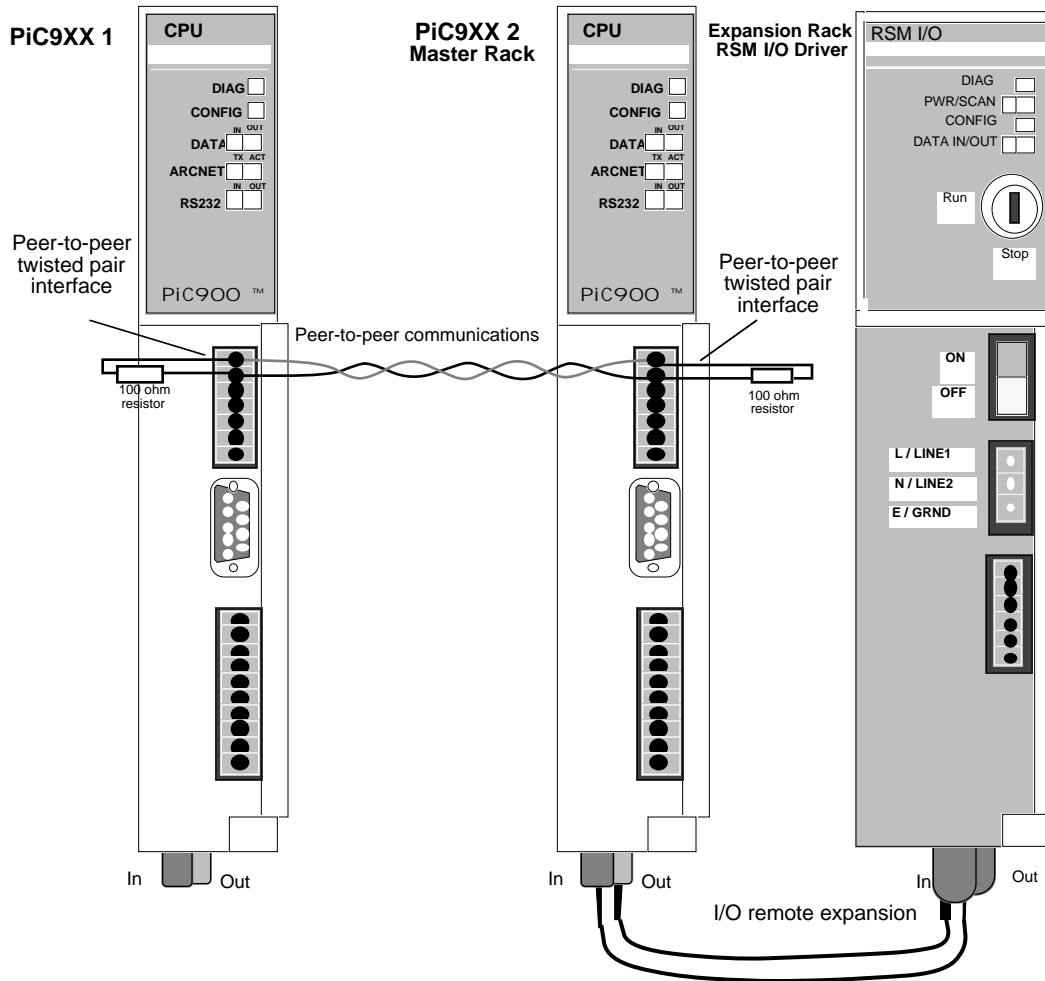 PiC9XX 1
CPU
DIAG
CONFIG
IN OUT
DATA
TX ACT
ARCNET
IN OUT
RS232
PiC900 ™
Peer-to-peer
twisted pair
interface
100 ohm
resistor
In
Out
Peer-to-peer communications
PiC9XX 2
Master Rack
CPU
DIAG
CONFIG
IN OUT
DATA
TX ACT
ARCNET
IN OUT
RS232
PiC900 ™
Peer-to-peer
twisted pair
interface
100 ohm
resistor
In
Out
Expansion Rack
RSM I/O Driver
RSM I/O
DIAG
PWR/SCAN
CONFIG
DATA IN/OUT
Run
Stop
ON
OFF
L / LINE1
N / LINE2
E / GRND
In
Out
I/O remote expansion